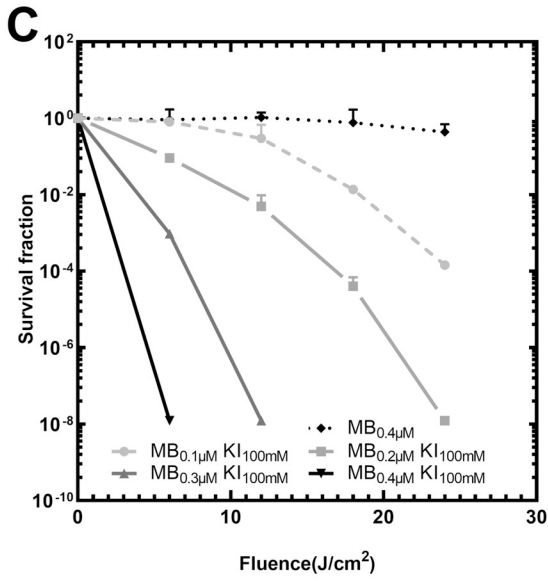 C
Survival fraction
10²
10⁰
10⁻²
10⁻⁴
10⁻⁶
10⁻⁸
10⁻¹⁰
MB₀.₄μM
MB₀.₁μM KI₁₀₀mM
MB₀.₂μM KI₁₀₀mM
MB₀.₃μM KI₁₀₀mM
MB₀.₄μM KI₁₀₀mM
0 10 20 30
Fluence(J/cm²)